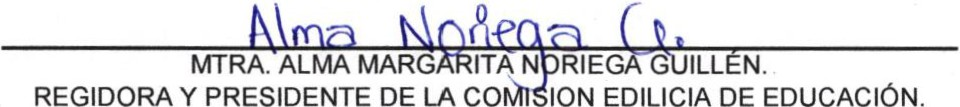 Alma Noriega G.
MTRA. ALMA MARGARITA NORIEGA GUILLÉN.
REGIDORA Y PRESIDENTE DE LA COMISION EDILICIA DE EDUCACIÓN.